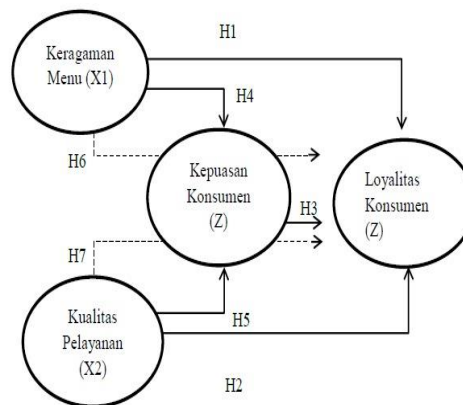 H1
Keragaman
Menu (X1)
H4
H6
Kepuasan
Konsumen
(Z)
H3
Loyalitas
Konsumen
(Z)
H7
Kualitas
Pelayanan
(X2)
H5
H2